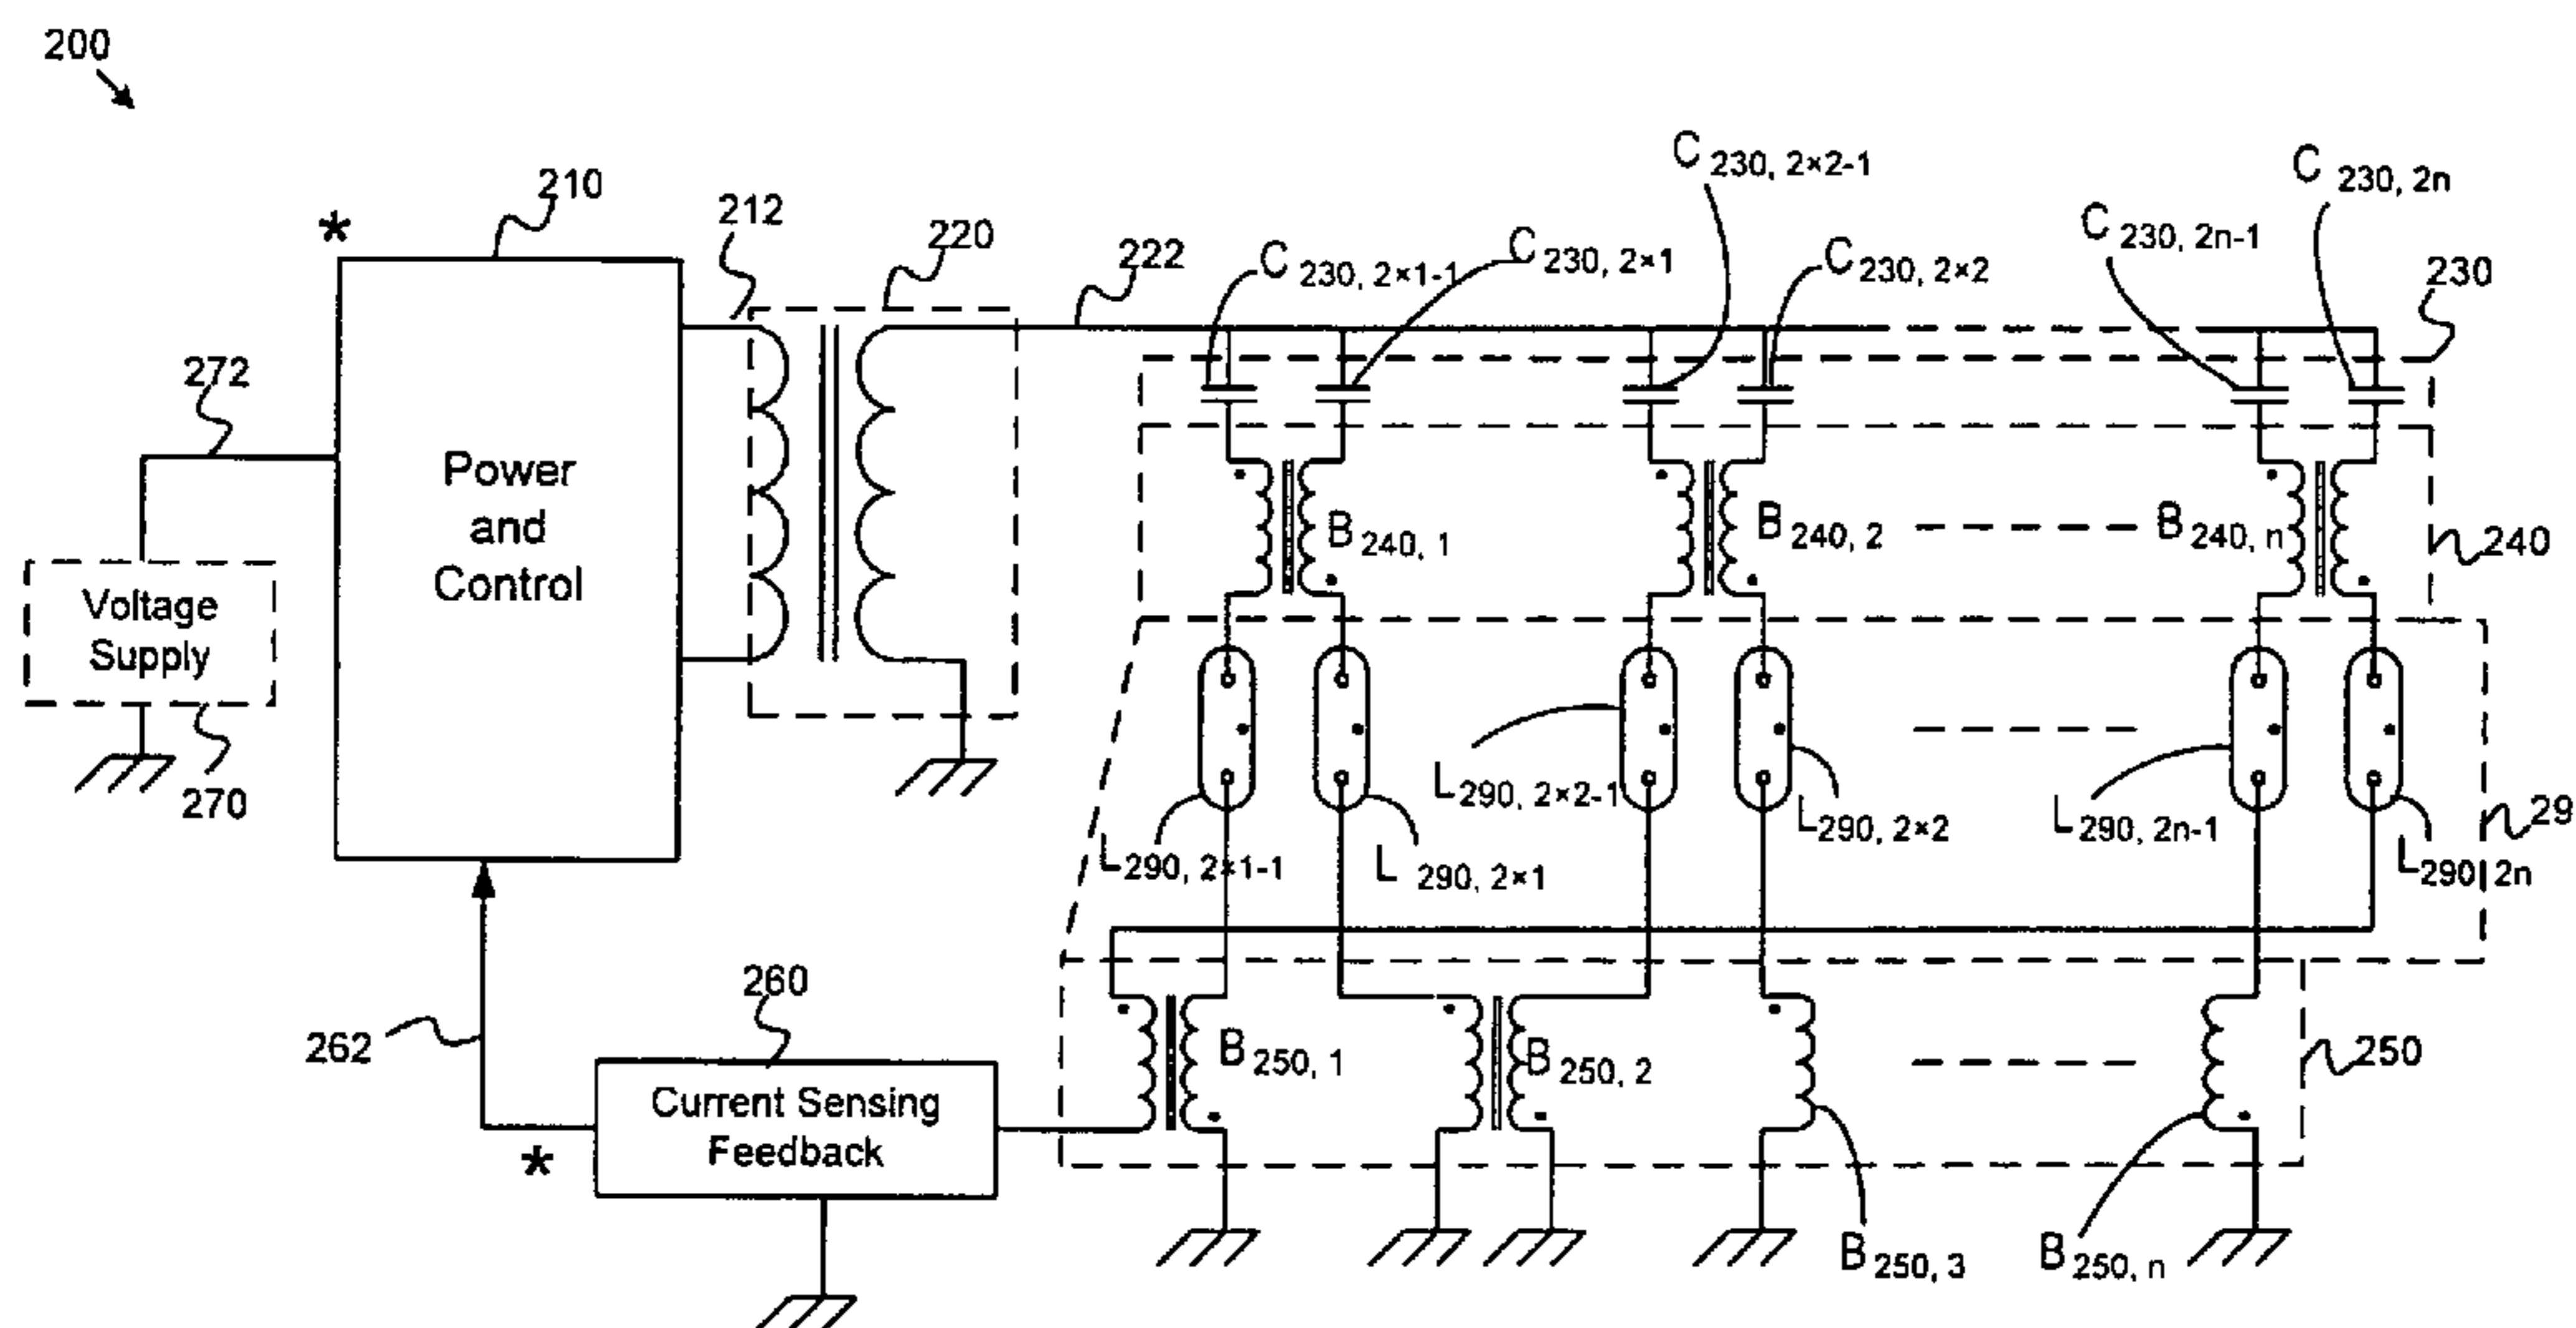 200
210
*
212
220
222
C 230, 2×1-1
C 230, 2×1
C 230, 2×2-1
C 230, 2×2
C 230, 2n-1
C 230, 2n
230
272
Power
and
Control
Voltage
Supply
270
B 240, 1
B 240, 2
B 240, n
240
L 290, 2×1-1
L 290, 2×1
L 290, 2×2-1
L 290, 2×2
L 290, 2n-1
L 290, 2n
29
262
*
260
Current Sensing
Feedback
B 250, 1
B 250, 2
B 250, 3
B 250, n
250